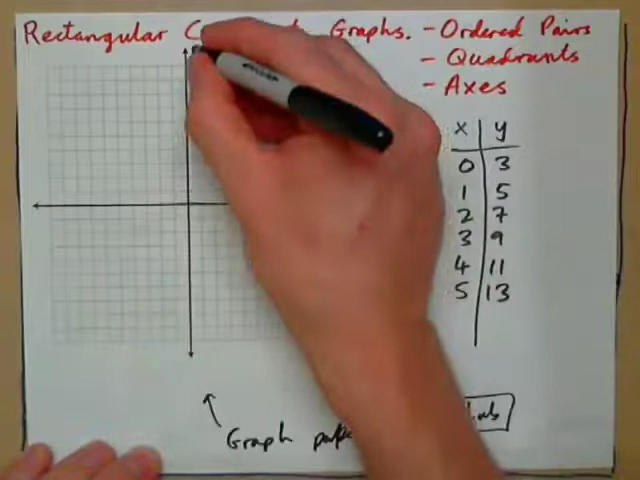 Rectangular Graphs. - Ordered Pairs
- Quadrants
- Axes
x y
0 3
1 5
2 7
3 9
4 11
5 13
Graph